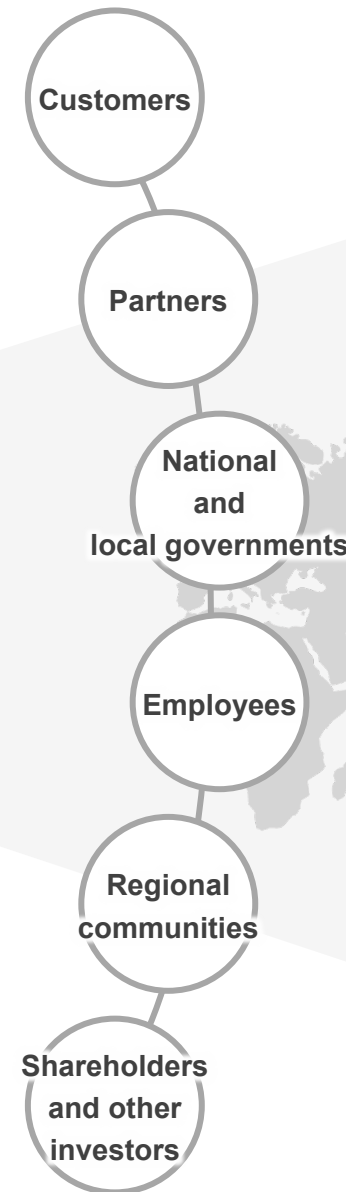 Customers
Partners
National
and
local governments
Employees
Regional
communities
Shareholders
and other
investors